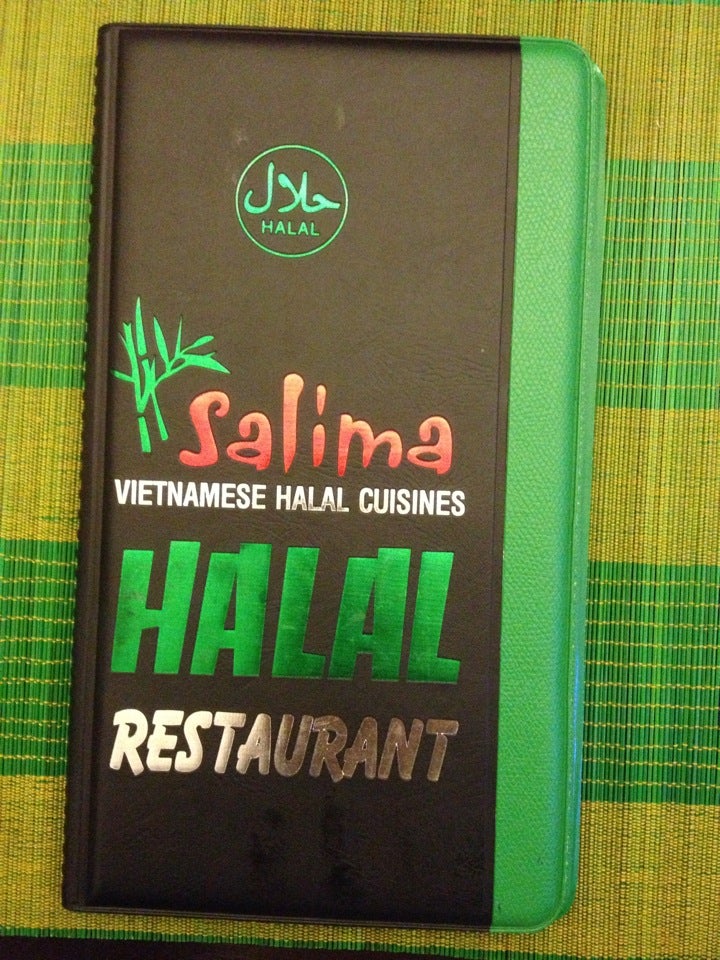 حلال
HALAL
Salima
VIETNAMESE HALAL CUISINES
HALAL
RESTAURANT